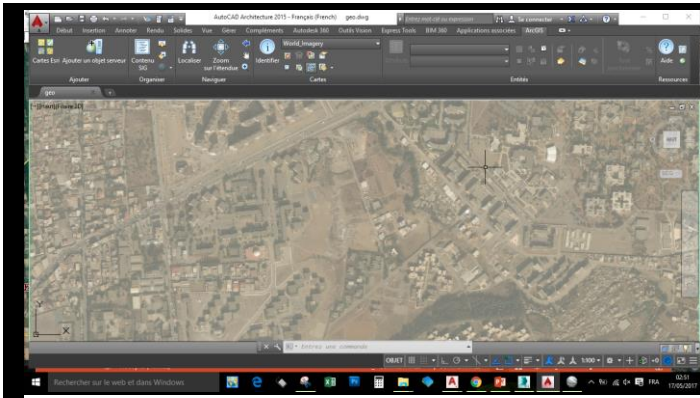 AutoCAD Architecture 2015 - Français (French) géo.dwg
Entrez mot-clé ou expression
Se connecter
Début Insertion Annoter Rendu Solides Vue Gérer Compléments Autodesk 360 Outils Vision Express Tools BIM 360 Applications associées ArcGIS
World_Imagery
Cartes Esri Ajouter un objet serveur Contenu SIG Localiser Zoom sur l'étendue Identifier Aide
Ajouter Organiser Naviguer Cartes Entités Ressources
géo
Y
X
Entrez une commande
OBJET 1:100
Rechercher sur le web et dans Windows
FRA
02:51
17/05/2017